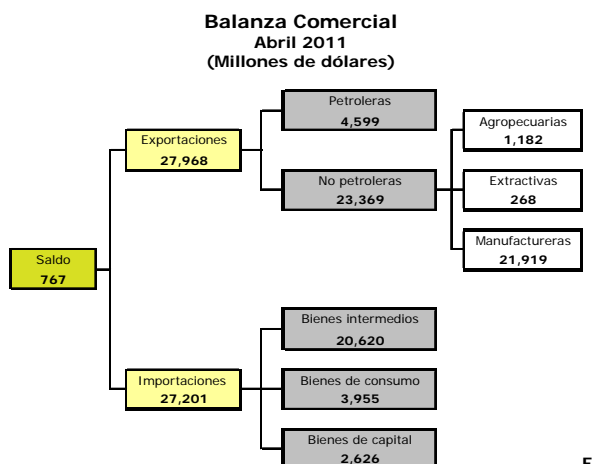 Balanza Comercial
Abril 2011
(Millones de dólares)
Petroleras
4,599
Agropecuarias
1,182
Exportaciones
27,968
No petroleras
23,369
Extractivas
268
Manufactureras
21,919
Saldo
767
Bienes intermedios
20,620
Importaciones
27,201
Bienes de consumo
3,955
Bienes de capital
2,626